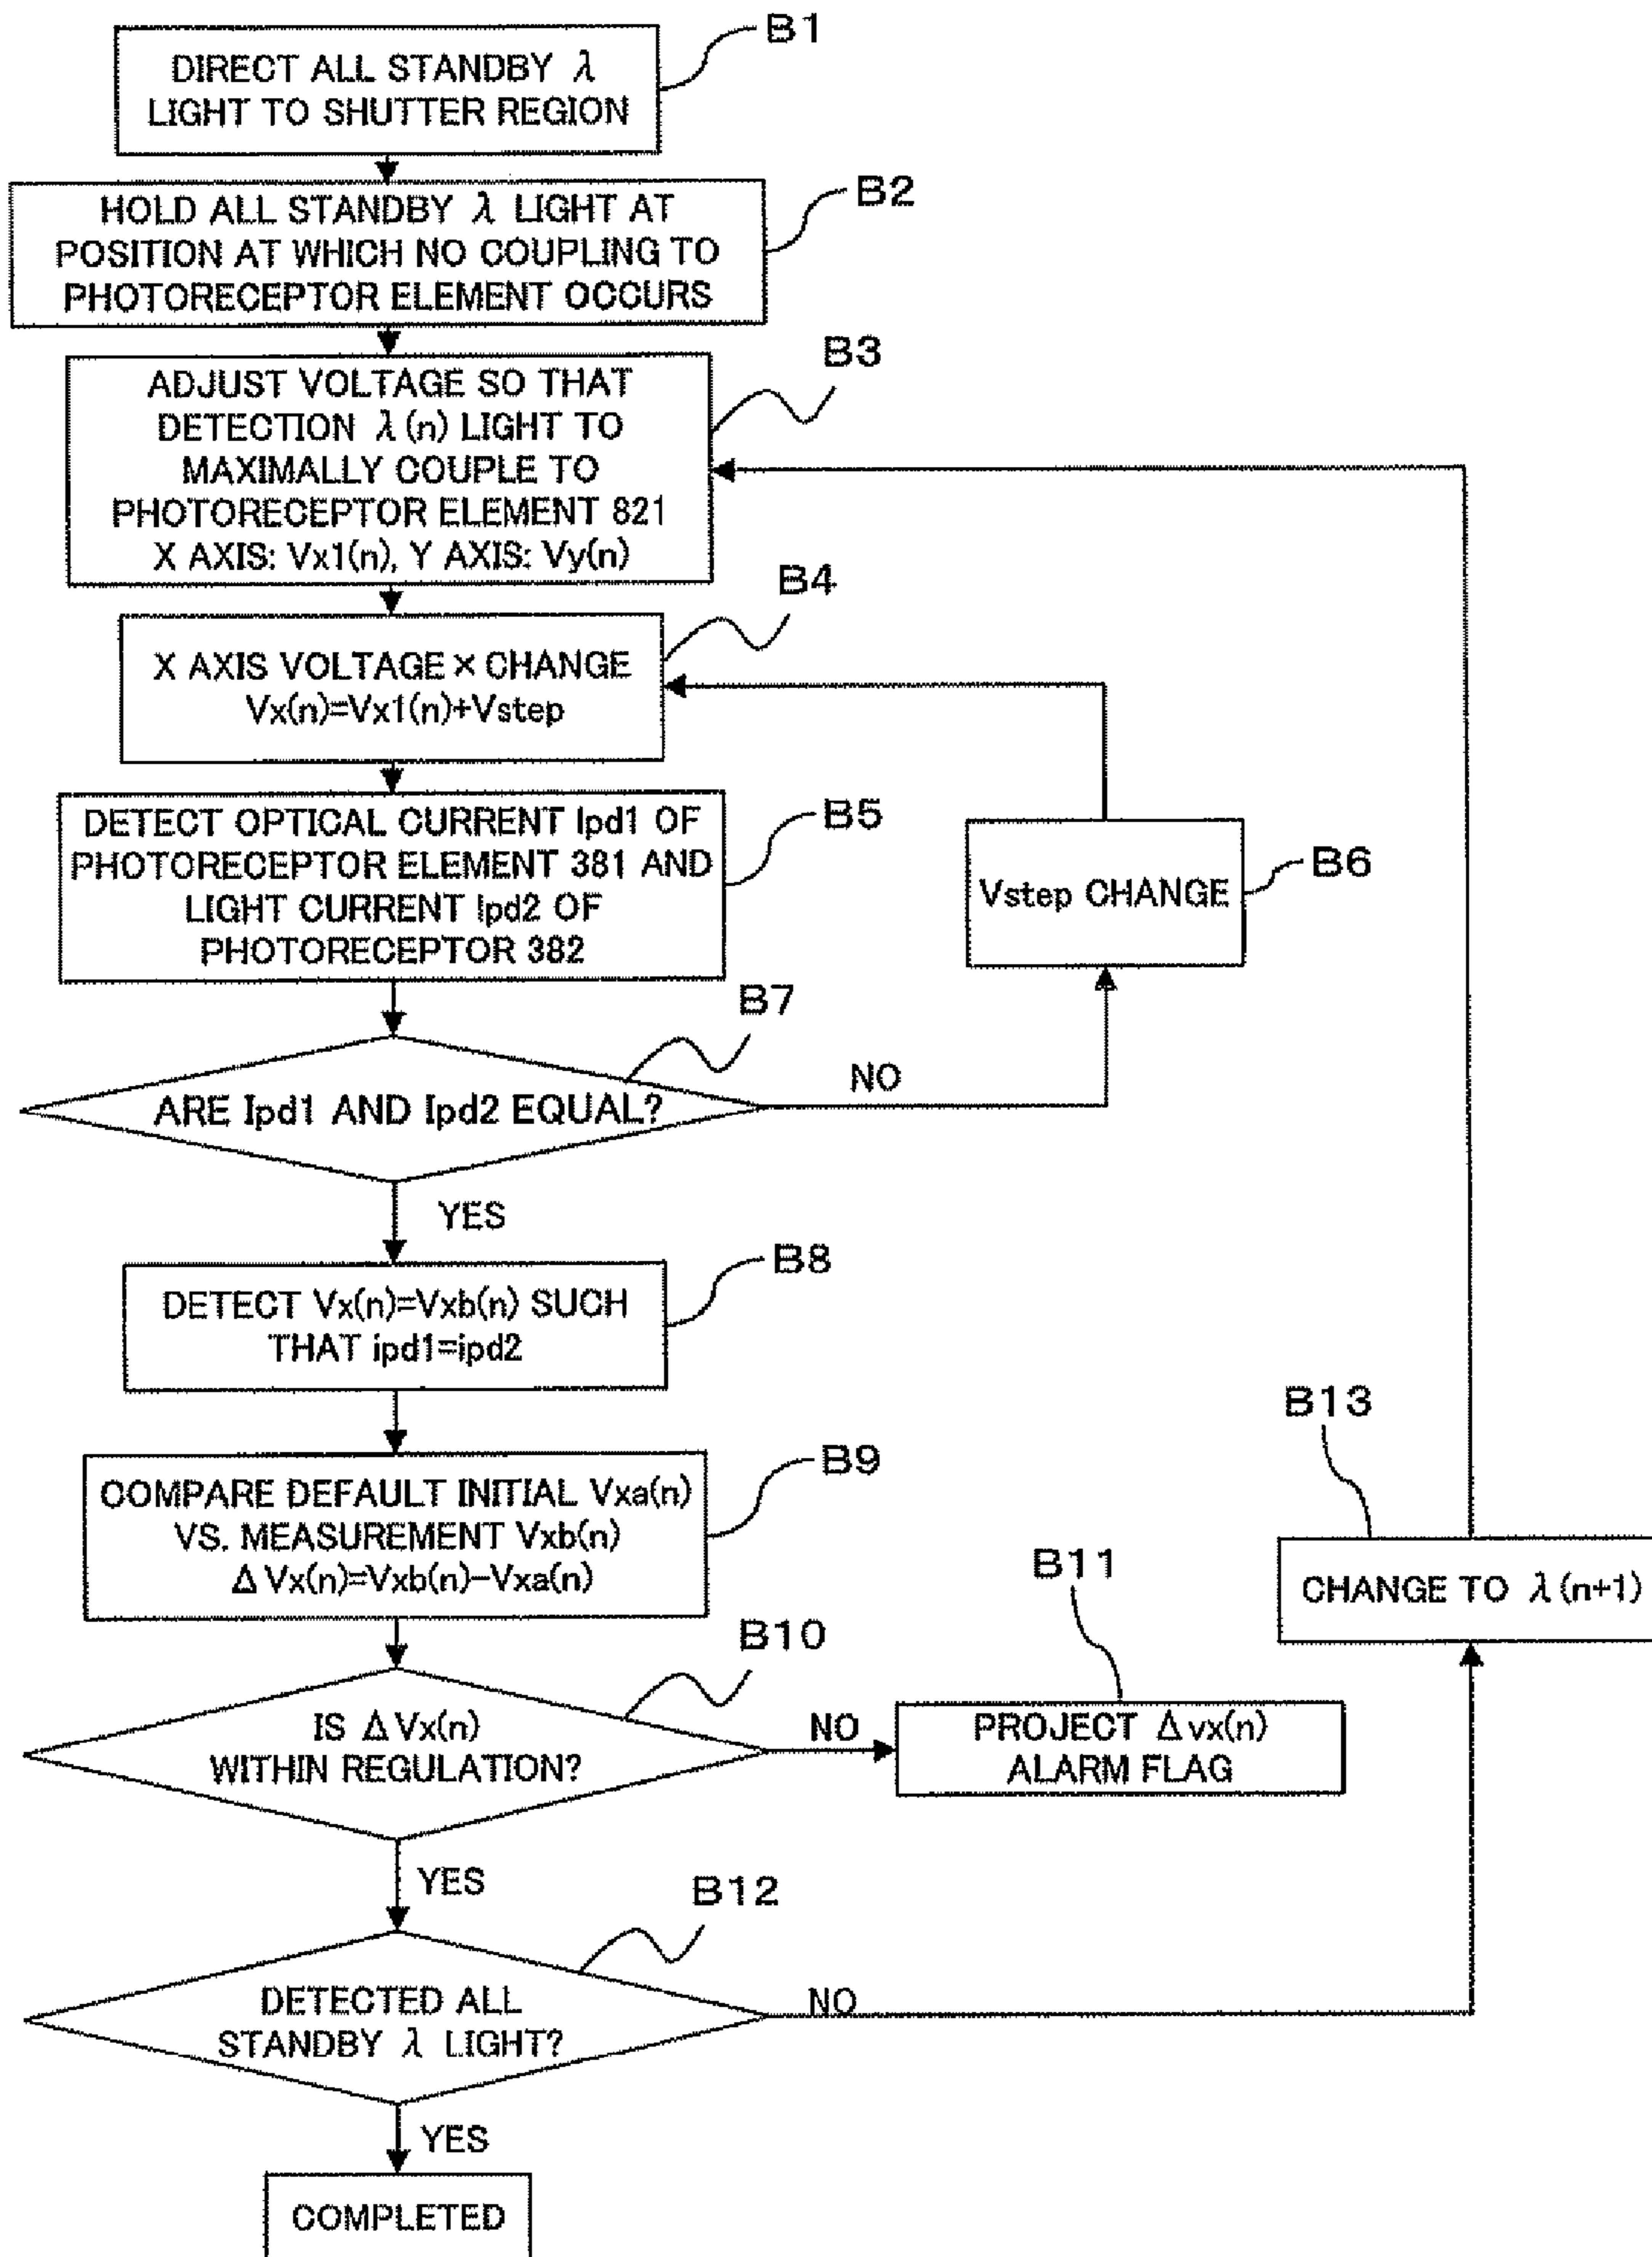 B1
DIRECT ALL STANDBY λ
LIGHT TO SHUTTER REGION
B2
HOLD ALL STANDBY λ LIGHT AT
POSITION AT WHICH NO COUPLING TO
PHOTORECEPTOR ELEMENT OCCURS
B3
ADJUST VOLTAGE SO THAT
DETECTION λ(n) LIGHT TO
MAXIMALLY COUPLE TO
PHOTORECEPTOR ELEMENT 821
X AXIS: Vx1(n), Y AXIS: Vy(n)
B4
X AXIS VOLTAGE × CHANGE
Vx(n)=Vx1(n)+Vstep
B5
DETECT OPTICAL CURRENT Ipd1 OF
PHOTORECEPTOR ELEMENT 381 AND
LIGHT CURRENT Ipd2 OF
PHOTORECEPTOR 382
B6
Vstep CHANGE
B7
ARE Ipd1 AND Ipd2 EQUAL?
NO
YES
B8
DETECT Vx(n)=Vxb(n) SUCH
THAT ipd1=ipd2
B9
COMPARE DEFAULT INITIAL Vxa(n)
VS. MEASUREMENT Vxb(n)
ΔVx(n)=Vxb(n)-Vxa(n)
B10
IS ΔVx(n)
WITHIN REGULATION?
NO
B11
PROJECT Δvx(n)
ALARM FLAG
YES
B12
DETECTED ALL
STANDBY λ LIGHT?
NO
B13
CHANGE TO λ(n+1)
YES
COMPLETED